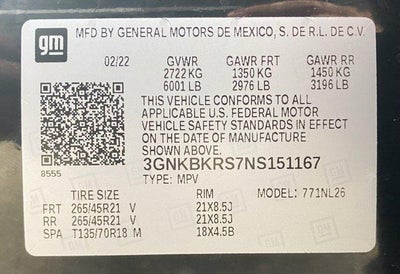 gm
MFD BY GENERAL MOTORS DE MEXICO, S. DE R.L. DE C.V.
02/22 GVWR GAWR FRT GAWR RR
2722 KG 1350 KG 1450 KG
6001 LB 2976 LB 3196 LB
THIS VEHICLE CONFORMS TO ALL
APPLICABLE U.S. FEDERAL MOTOR
VEHICLE SAFETY STANDARDS IN EFFECT
ON THE DATE OF MANUFACTURE
SHOWN ABOVE.
8555
3GNKBKRS7NS151167
TYPE: MPV
TIRE SIZE RIM MODEL: 771NL26
FRT 265/45R21 V 21X8.5J
RR 265/45R21 V 21X8.5J
SPA T135/70R18 M 18X4.5B